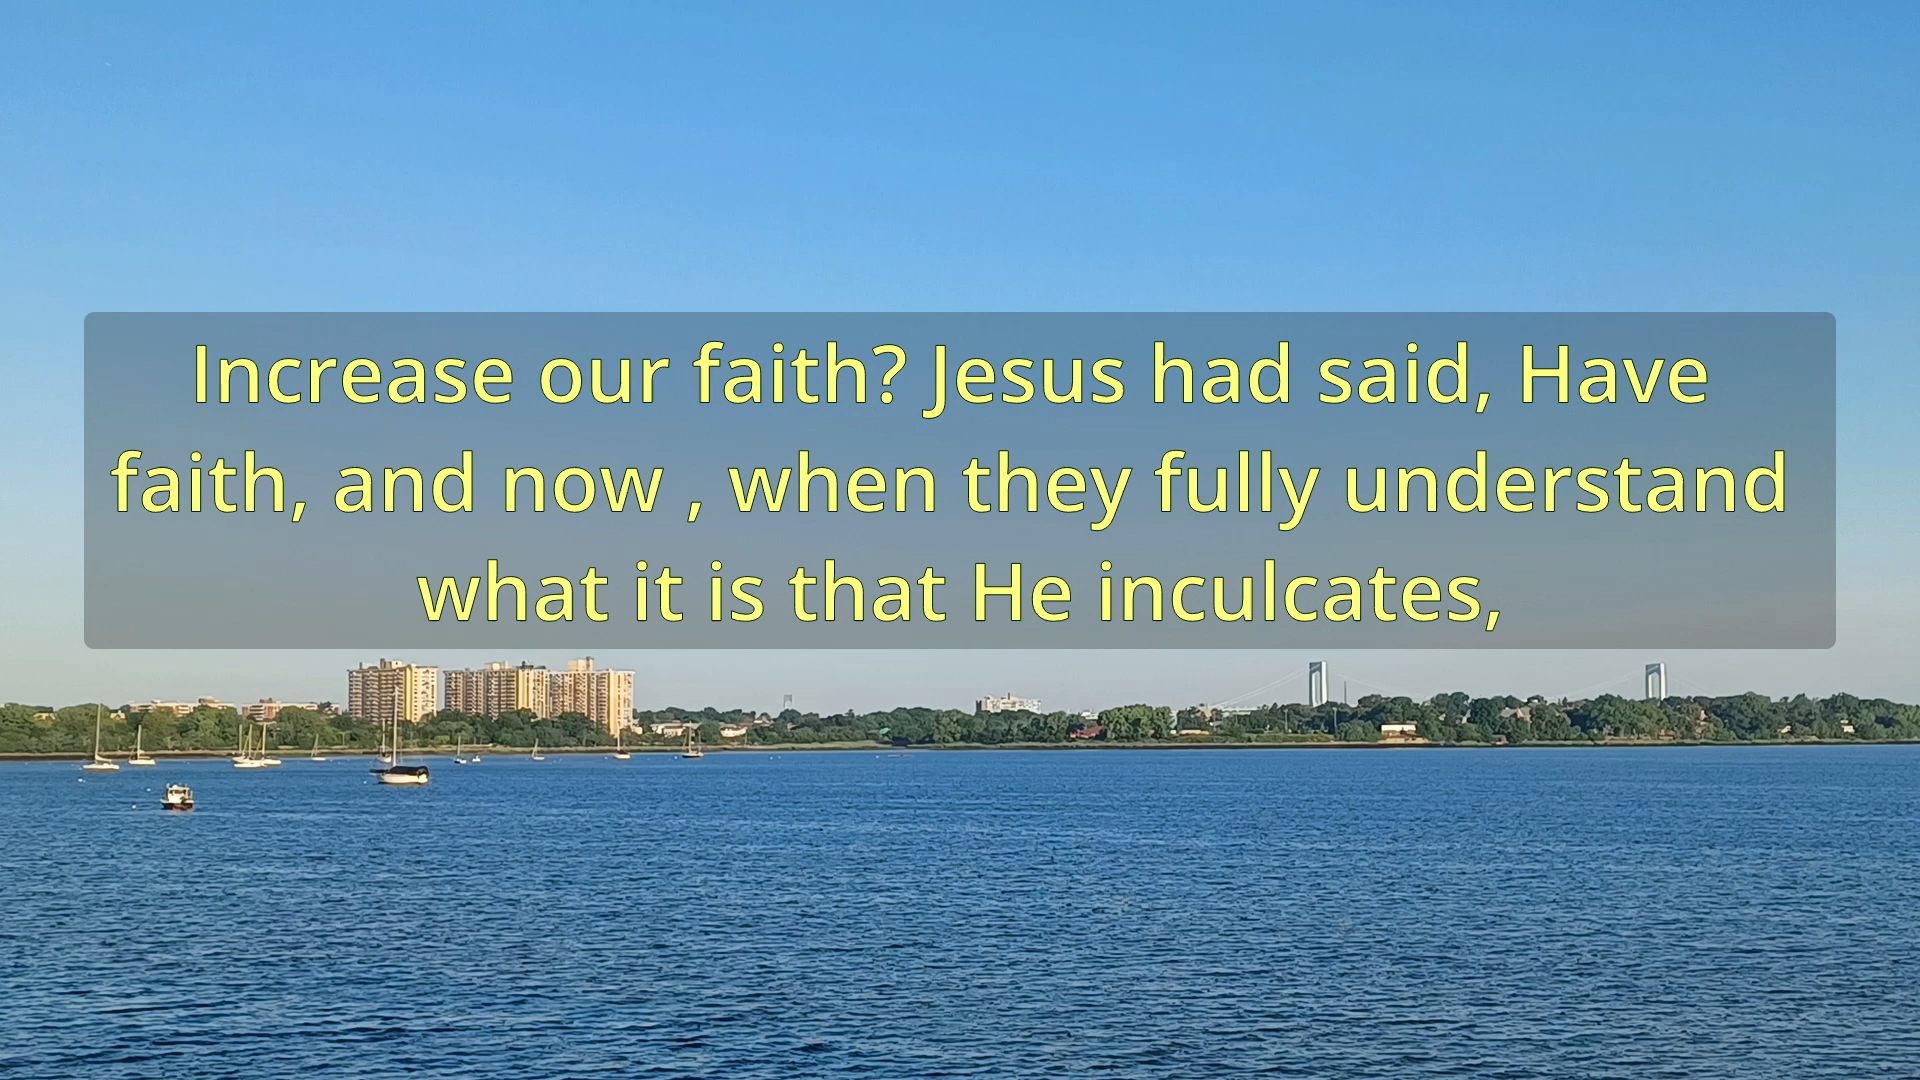 Increase our faith? Jesus had said, Have
faith, and now , when they fully understand
what it is that He inculcates,